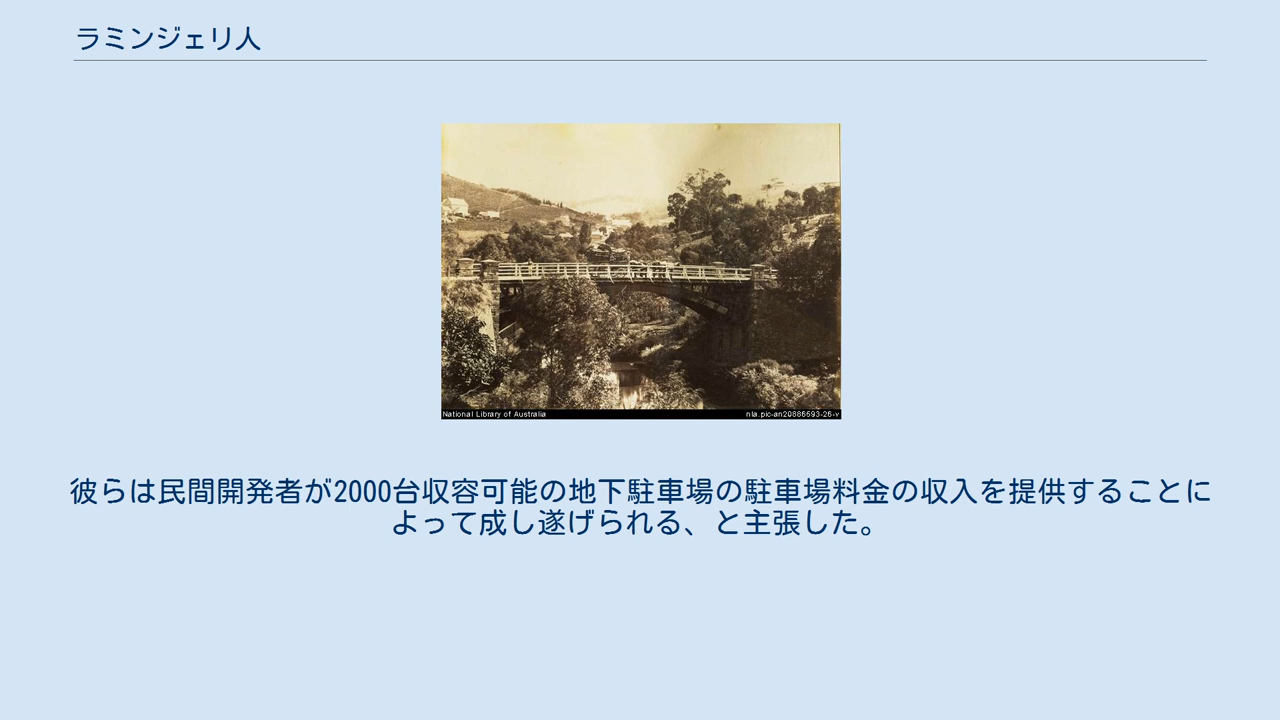 ラミンジェリ人
National Library of Australia
nla.pic-an20886593-26-v
彼らは民間開発者が2000台収容可能の地下駐車場の駐車場料金の収入を提供することに
よって成し遂げられる、と主張した。